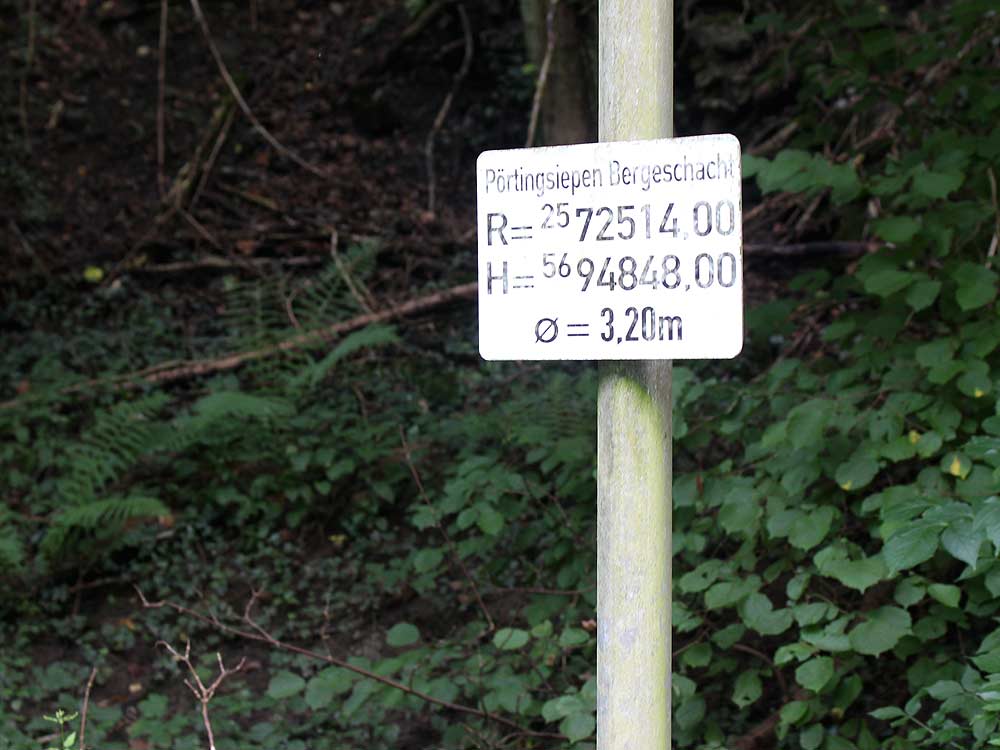 Pörtingsiepen Bergeschacht
R= 2572514,00
H= 5694848,00
Ø = 3,20m